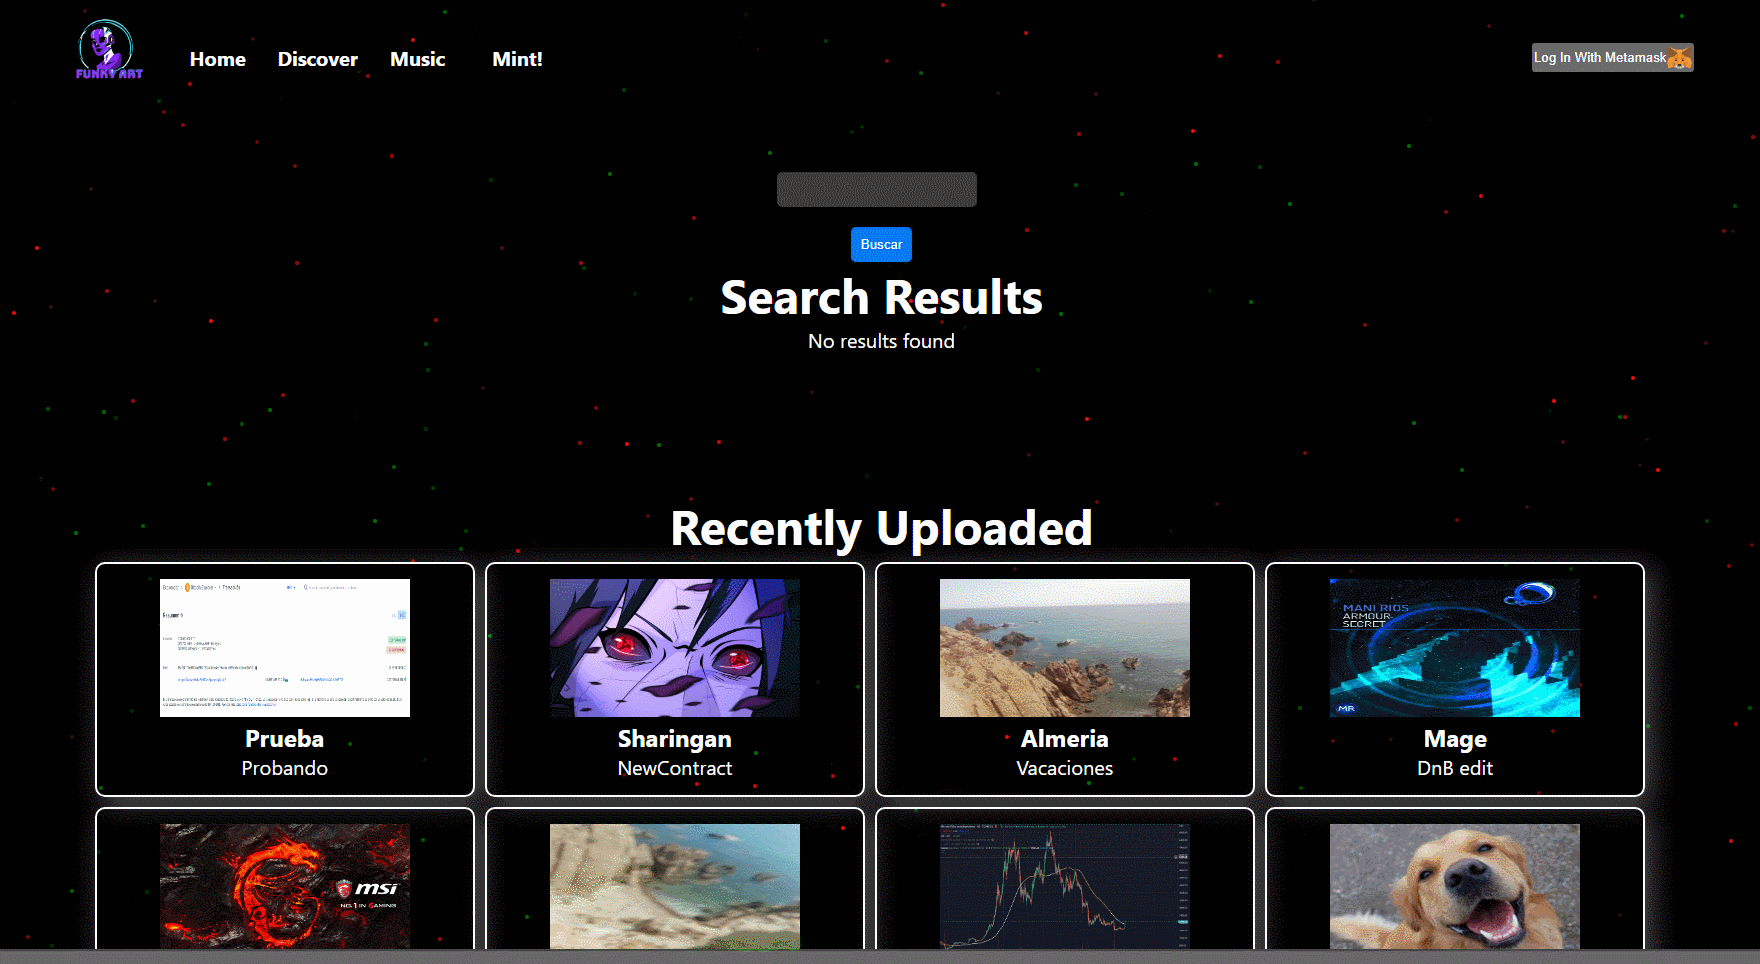 FUNKY ART
Home
Discover
Music
Mint!
Log In With Metamask
Buscar
Search Results
No results found
Recently Uploaded
MANI RIOS
ARMOUR
SECRET
MR
Prueba
Probando
Sharingan
NewContract
Almeria
Vacaciones
Mage
DnB edit
msi
NO.1 IN GAMING